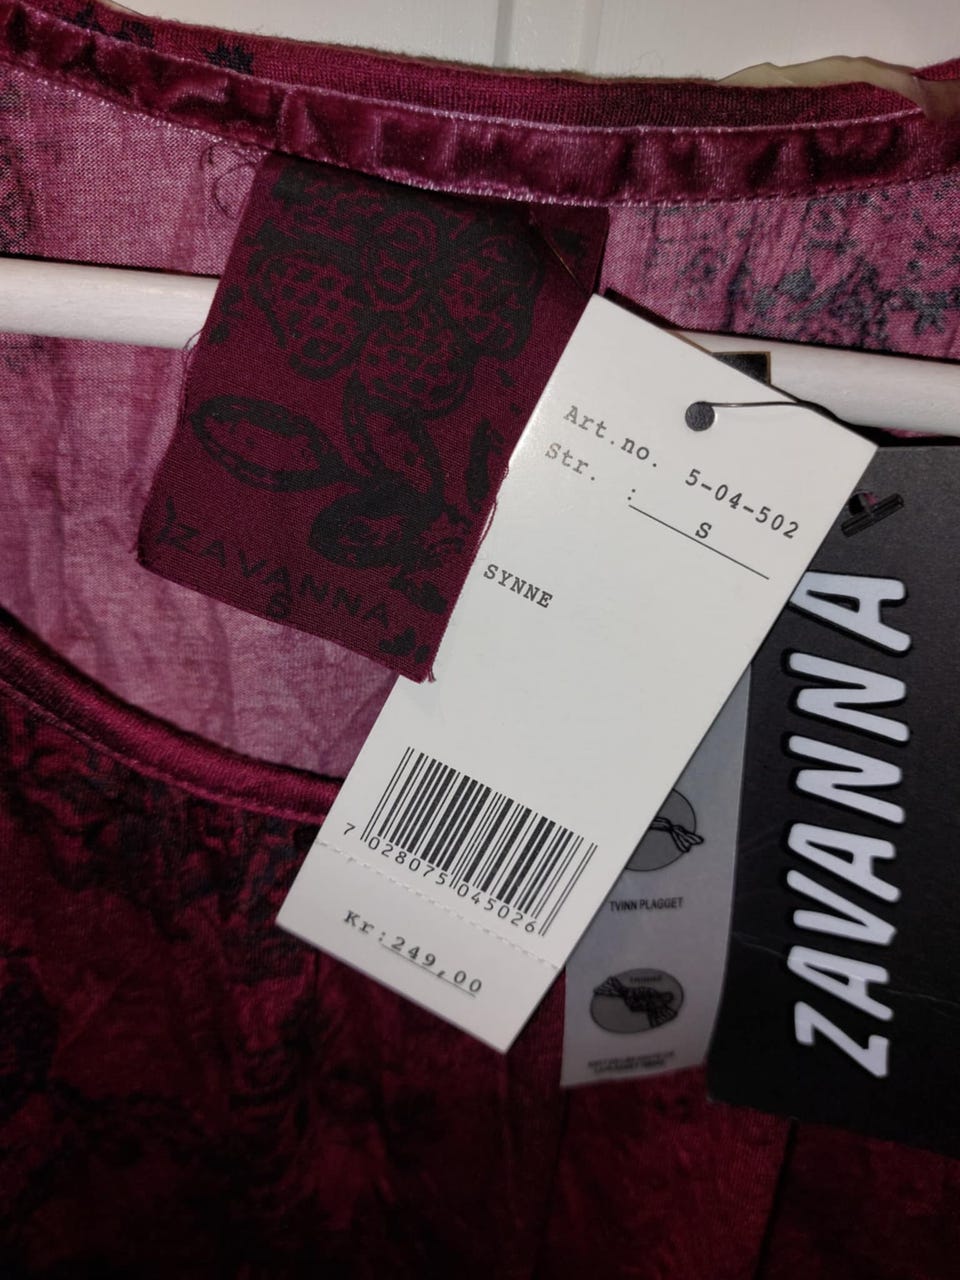 Art.no. 5-04-502
Str. : S
SYNNE
ZAVANNA
S
7 028075 045026
Kr:249,00
TVINN PLAGGET
ZAVANNA